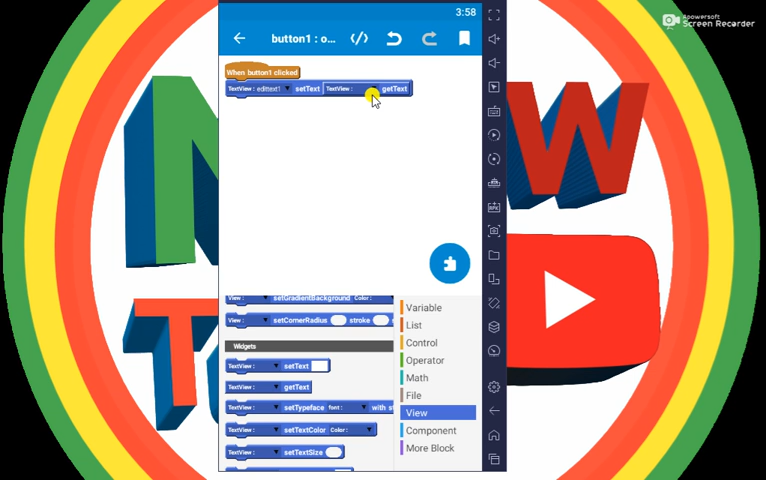 3:58
Apowersoft
Screen Recorder
button1 : o...
When button1 clicked
TextView : edittext1 setText TextView : getText
View : setGradientBackground Color :
View : setCornerRadius stroke
Widgets
TextView : setText
TextView : getText
TextView : setTypeface font : with s
TextView : setTextColor Color :
TextView : setTextSize
Variable
List
Control
Operator
Math
File
View
Component
More Block
APK
W
T